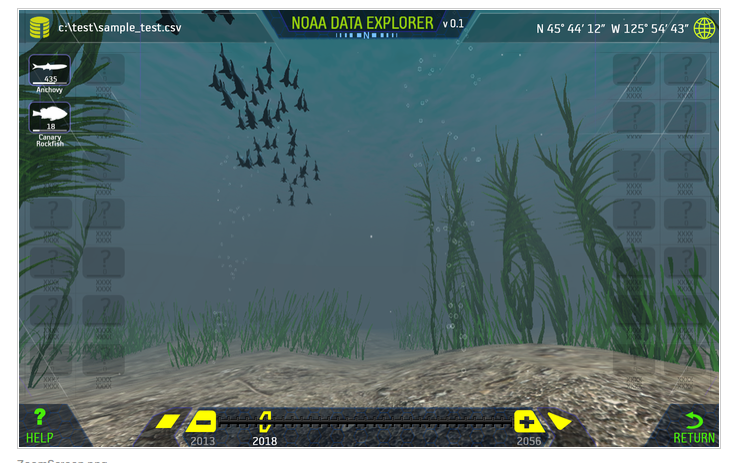 c:\test\sample_test.csv
NOAA DATA EXPLORER v 0.1
N
N 45° 44' 12" W 125° 54' 43"
435
Anchovy
18
Canary
Rockfish
? HELP
2013
2018
2056
RETURN